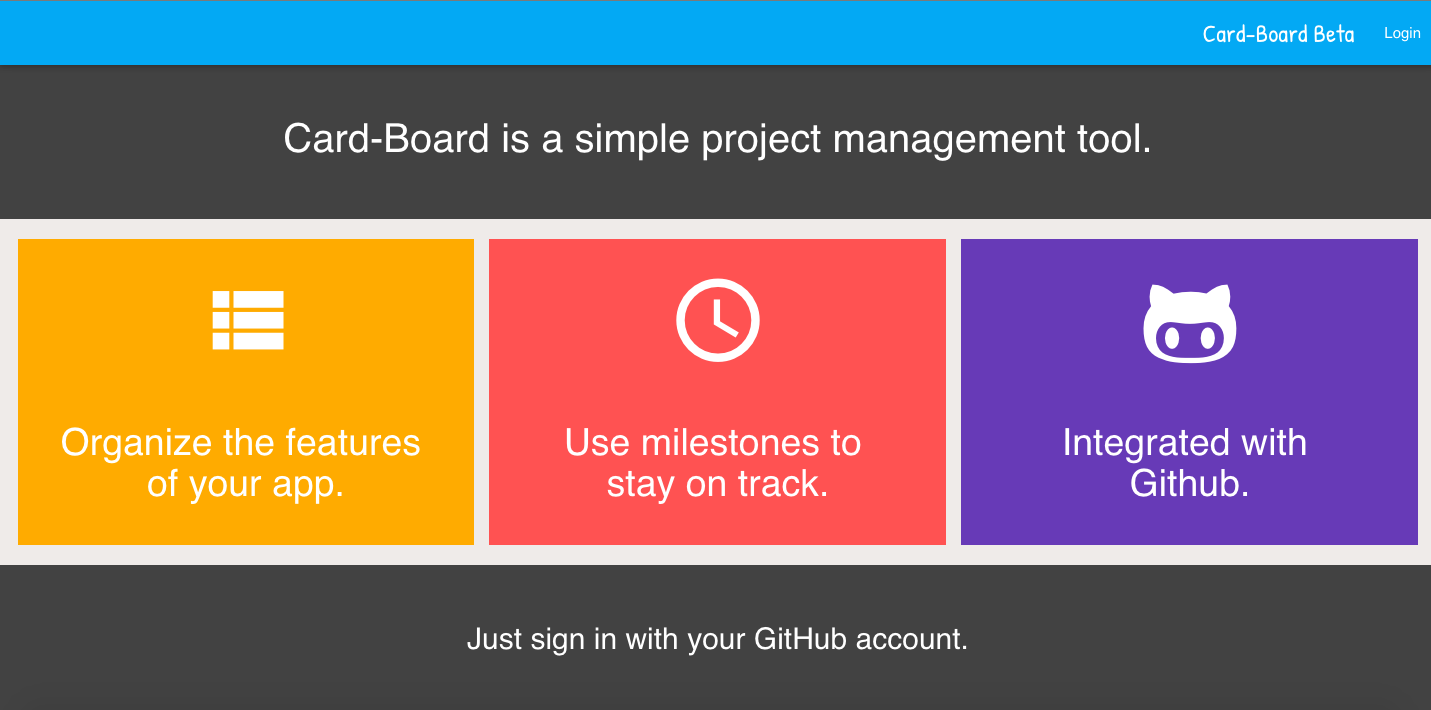 Card-Board Beta
Login
Card-Board is a simple project management tool.
Organize the features
of your app.
Use milestones to
stay on track.
Integrated with
Github.
Just sign in with your GitHub account.